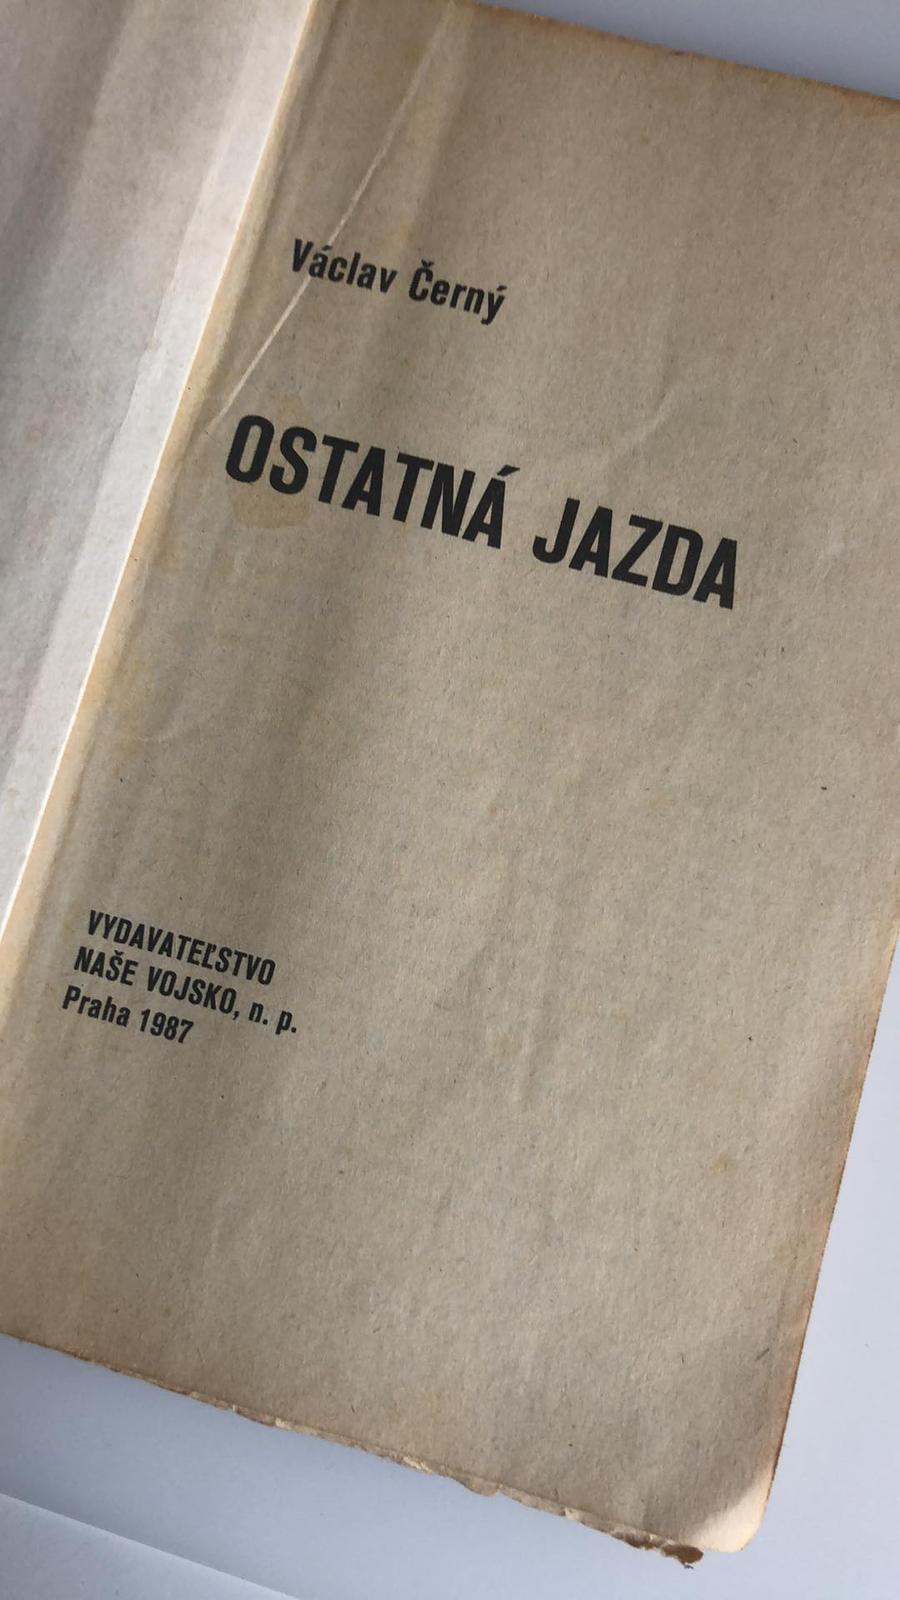 Václav Černý
OSTATNÁ JAZDA
VYDAVATEĽSTVO
NAŠE VOJSKO, n. p.
Praha 1987